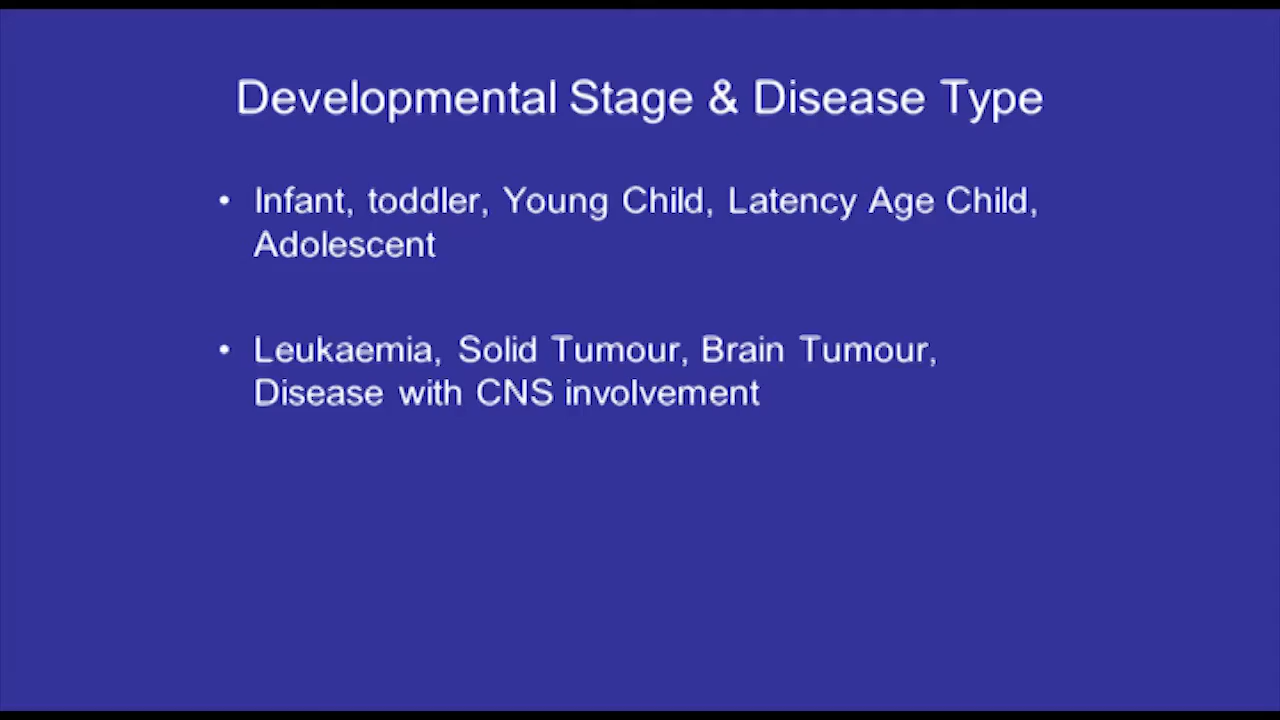 Developmental Stage & Disease Type
• Infant, toddler, Young Child, Latency Age Child,
Adolescent
• Leukaemia, Solid Tumour, Brain Tumour,
Disease with CNS involvement